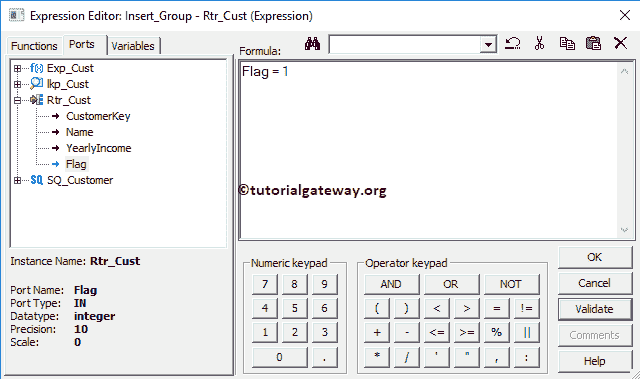 Expression Editor: Insert_Group - Rtr_Cust (Expression)
Functions Ports Variables
Formula:
Exp_Cust
lkp_Cust
Rtr_Cust
CustomerKey
Name
YearlyIncome
Flag
SQ SQ_Customer
Flag = 1
©tutorialgateway.org
Instance Name: Rtr_Cust
Port Name: Flag
Port Type: IN
Datatype: integer
Precision: 10
Scale: 0
Numeric keypad
7 8 9
4 5 6
1 2 3
0 .
Operator keypad
AND OR NOT
( ) < > = !=
+ - <= >= % ||
* / ' " , :
OK
Cancel
Validate
Comments
Help